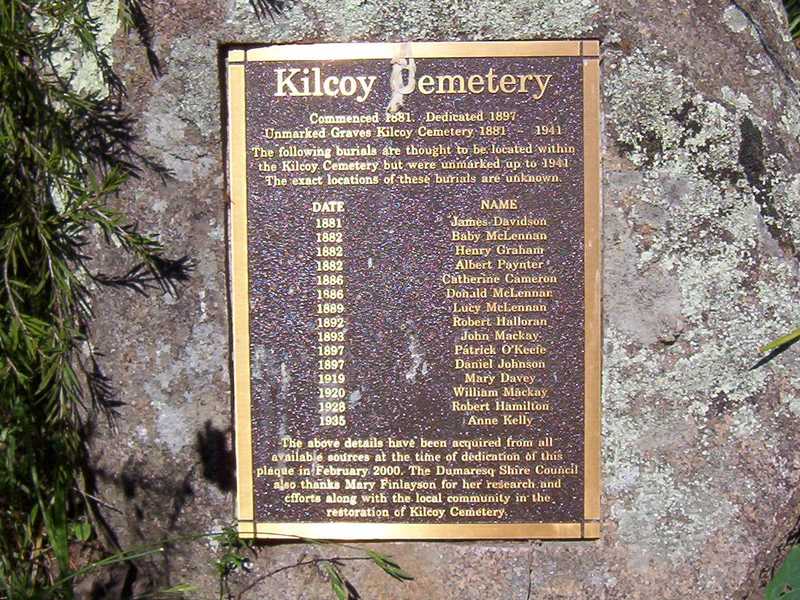 Kilcoy Cemetery
Commenced 1881. Dedicated 1897
Unmarked Graves Kilcoy Cemetery 1881 - 1941
The following burials are thought to be located within
the Kilcoy Cemetery but were unmarked up to 1941
The exact locations of these burials are unknown.
DATE NAME
1881 James Davidson
1882 Baby McLennan
1882 Henry Graham
1882 Albert Paynter
1886 Catherine Cameron
1886 Donald McLennan
1889 Lucy McLennan
1892 Robert Halloran
1893 John Mackay
1897 Patrick O'Keefe
1897 Daniel Johnson
1919 Mary Davey
1920 William Mackay
1928 Robert Hamilton
1935 Anne Kelly
The above details have been acquired from all
available sources at the time of dedication of this
plaque in February 2000. The Dumaresq Shire Council
also thanks Mary Finlayson for her research and
efforts along with the local community in the
restoration of Kilcoy Cemetery.